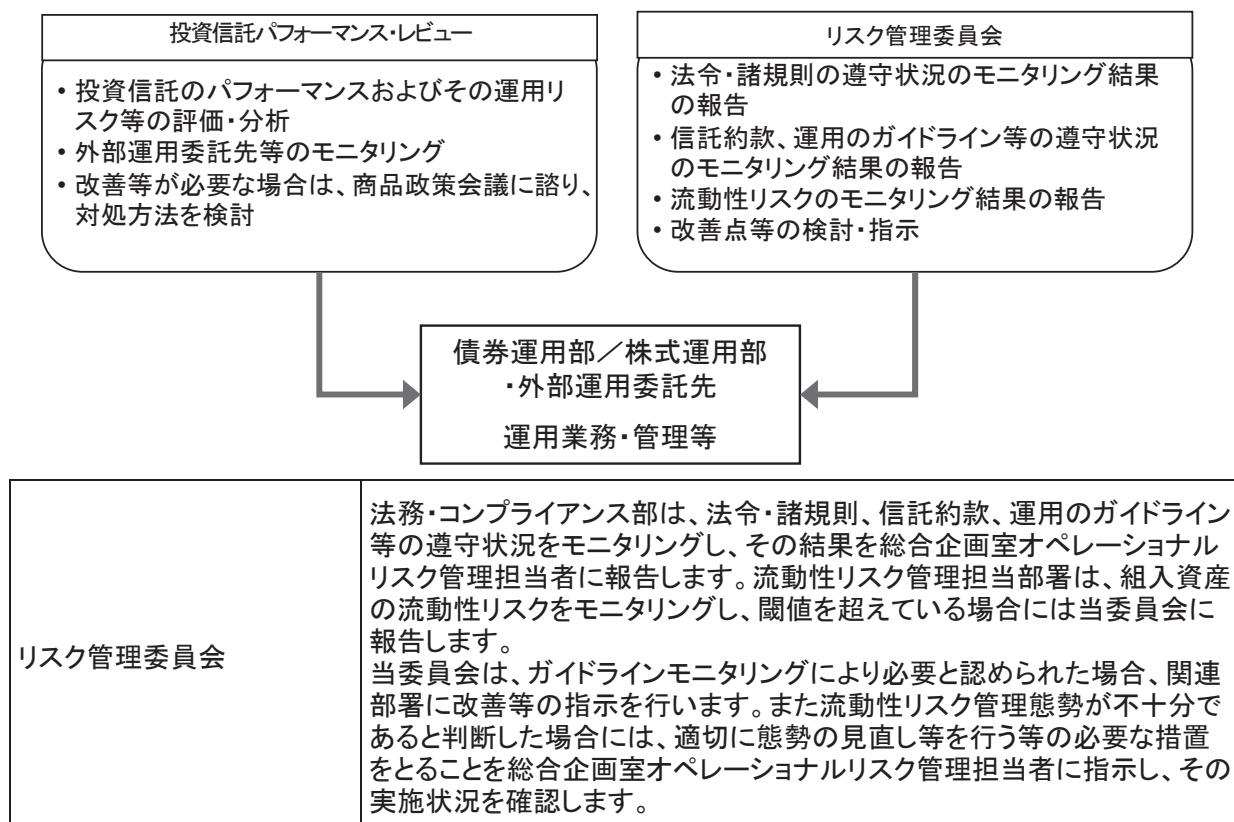 投資信託パフォーマンス・レビュー
• 投資信託のパフォーマンスおよびその運用リ
スク等の評価・分析
• 外部運用委託先等のモニタリング
• 改善等が必要な場合は、商品政策会議に諮り、
対処方法を検討
リスク管理委員会
• 法令・諸規則の遵守状況のモニタリング結果
の報告
• 信託約款、運用のガイドライン等の遵守状況
のモニタリング結果の報告
• 流動性リスクのモニタリング結果の報告
• 改善点等の検討・指示
債券運用部／株式運用部
・外部運用委託先
運用業務・管理等
リスク管理委員会
法務・コンプライアンス部は、法令・諸規則、信託約款、運用のガイドライン
等の遵守状況をモニタリングし、その結果を総合企画室オペレーショナル
リスク管理担当者に報告します。流動性リスク管理担当部署は、組入資産
の流動性リスクをモニタリングし、閾値を超えている場合には当委員会に
報告します。
当委員会は、ガイドラインモニタリングにより必要と認められた場合、関連
部署に改善等の指示を行います。また流動性リスク管理態勢が不十分で
あると判断した場合には、適切に態勢の見直し等を行う等の必要な措置
をとることを総合企画室オペレーショナルリスク管理担当者に指示し、その
実施状況を確認します。